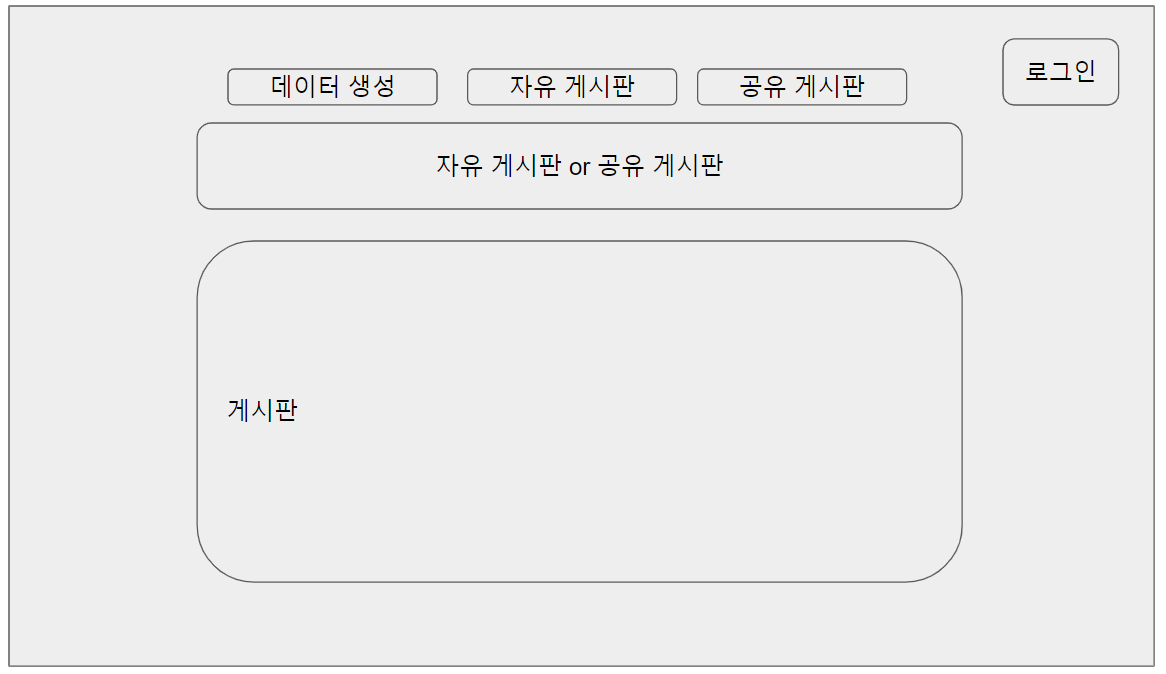 데이터 생성
자유 게시판
공유 게시판
로그인
자유 게시판 or 공유 게시판
게시판